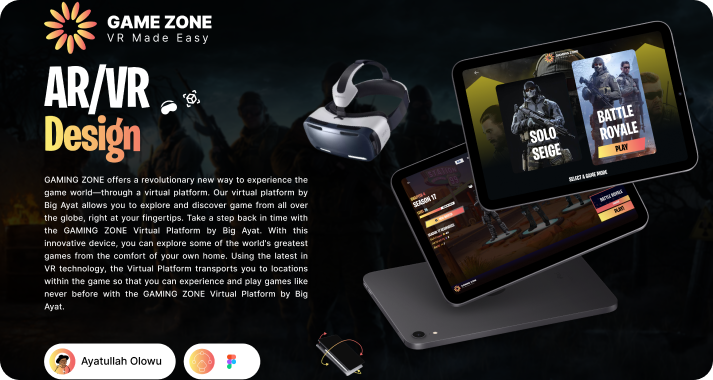 GAME ZONE
VR Made Easy
AR/VR
Design
GAMING ZONE offers a revolutionary new way to experience the
game world—through a virtual platform. Our virtual platform by
Big Ayat allows you to explore and discover game from all over
the globe, right at your fingertips. Take a step back in time with
the GAMING ZONE Virtual Platform by Big Ayat. With this
innovative device, you can explore some of the world's greatest
games from the comfort of your own home. Using the latest in
VR technology, the Virtual Platform transports you to locations
within the game so that you can experience and play games like
never before with the GAMING ZONE Virtual Platform by Big
Ayat.
Ayatullah Olowu
GAME ZONE
SOLO
SEIGE
BATTLE
ROYALE
PLAY
SELECT A GAME MODE
SEASON 17
BATTLE ROYALE
PLAY
GAME ZONE